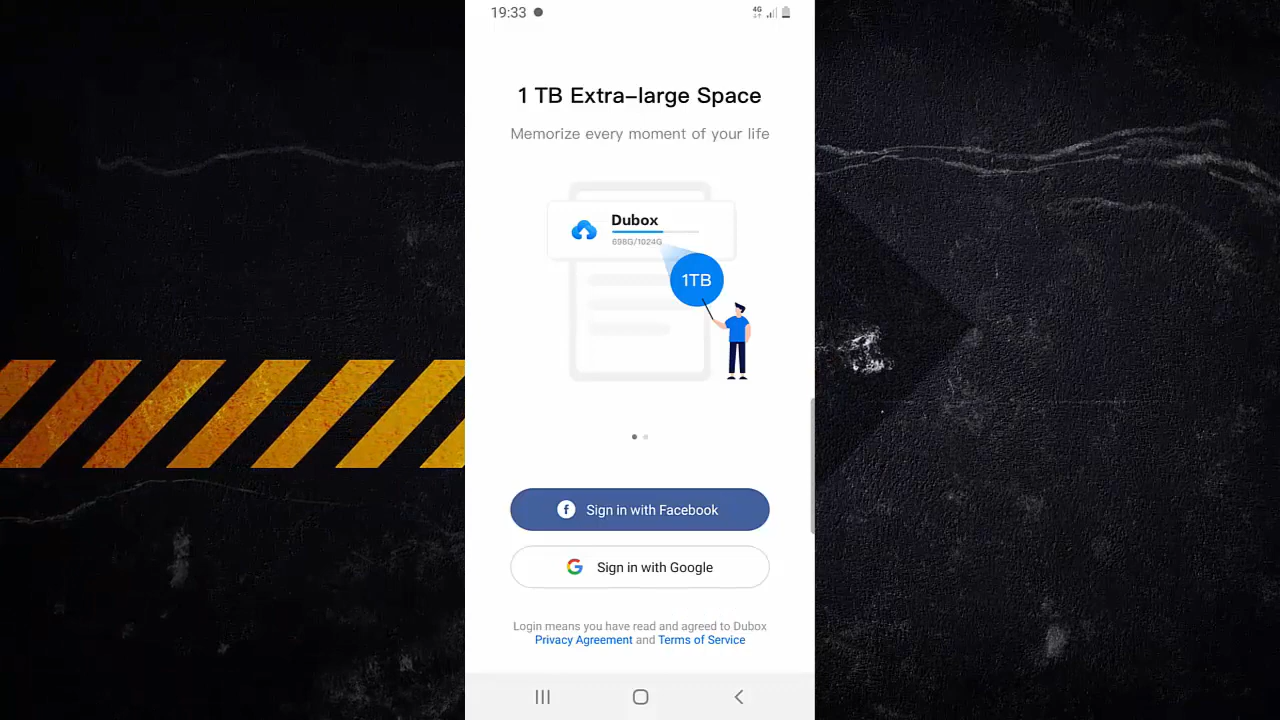 19:33
4G
1 TB Extra-large Space
Memorize every moment of your life
Dubox
698G/1024G
1TB
Sign in with Facebook
Sign in with Google
Login means you have read and agreed to Dubox
Privacy Agreement and Terms of Service